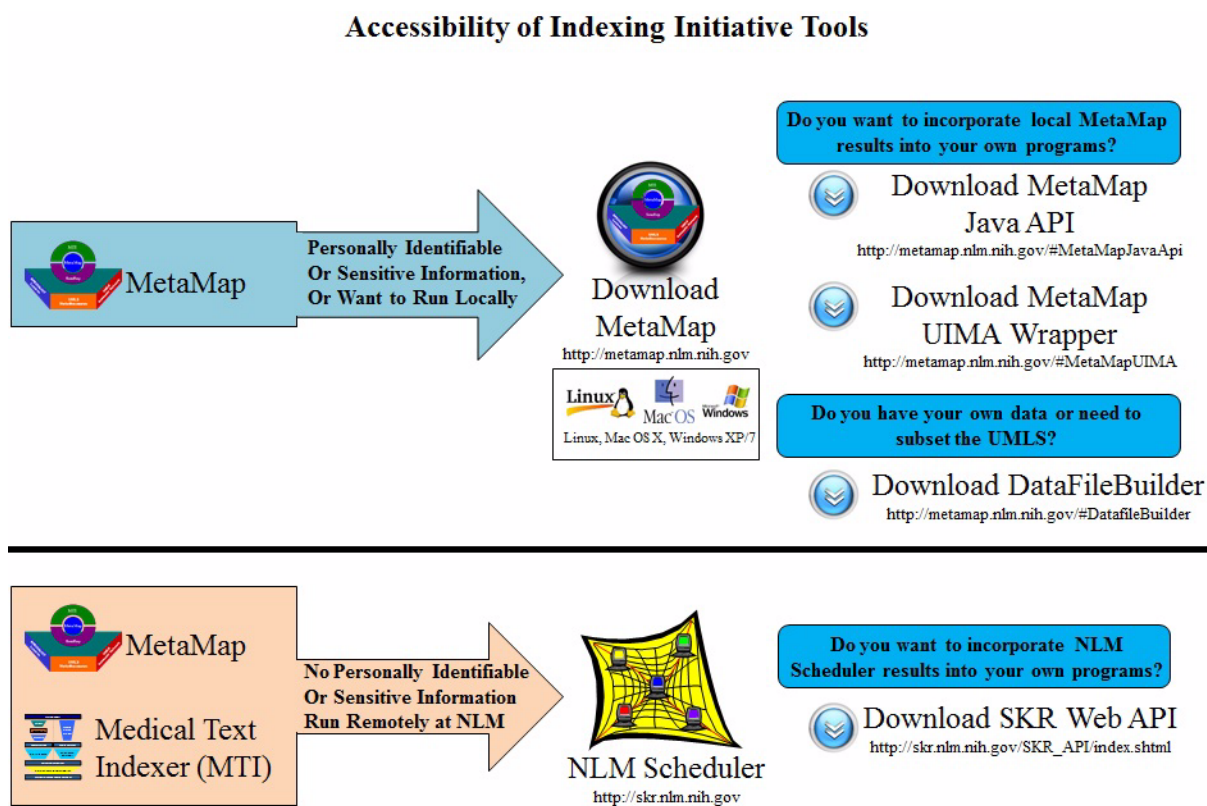 Accessibility of Indexing Initiative Tools
MetaMap
Personally Identifiable
Or Sensitive Information,
Or Want to Run Locally
Download
MetaMap
http://metamap.nlm.nih.gov
Linux
Mac OS
Microsoft
Windows
Linux, Mac OS X, Windows XP/7
Do you want to incorporate local MetaMap
results into your own programs?
Download MetaMap
Java API
http://metamap.nlm.nih.gov/#MetaMapJavaApi
Download MetaMap
UIMA Wrapper
http://metamap.nlm.nih.gov/#MetaMapUIMA
Do you have your own data or need to
subset the UMLS?
Download DataFileBuilder
http://metamap.nlm.nih.gov/#DatafileBuilder
MetaMap
Medical Text
Indexer (MTI)
No Personally Identifiable
Or Sensitive Information
Run Remotely at NLM
NLM Scheduler
http://skr.nlm.nih.gov
Do you want to incorporate NLM
Scheduler results into your own programs?
Download SKR Web API
http://skr.nlm.nih.gov/SKR_API/index.shtml